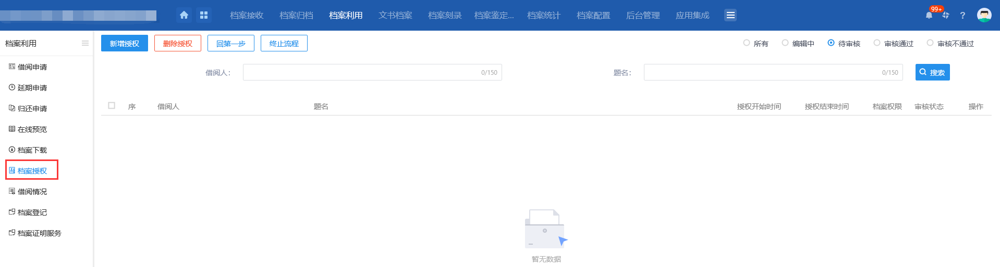 档案接收 档案归档 档案利用 文书档案 档案刻录 档案鉴定... 档案统计 档案配置 后台管理 应用集成 99+ ?
档案利用
借阅申请
延期申请
归还申请
在线预览
档案下载
档案授权
借阅情况
档案登记
档案证明服务
新增授权 删除授权 回第一步 终止流程 所有 编辑中 待审核 审核通过 审核不通过
借阅人: 0/150 题名: 0/150 搜索
序 借阅人 题名 授权开始时间 授权结束时间 档案权限 审核状态 操作
暂无数据